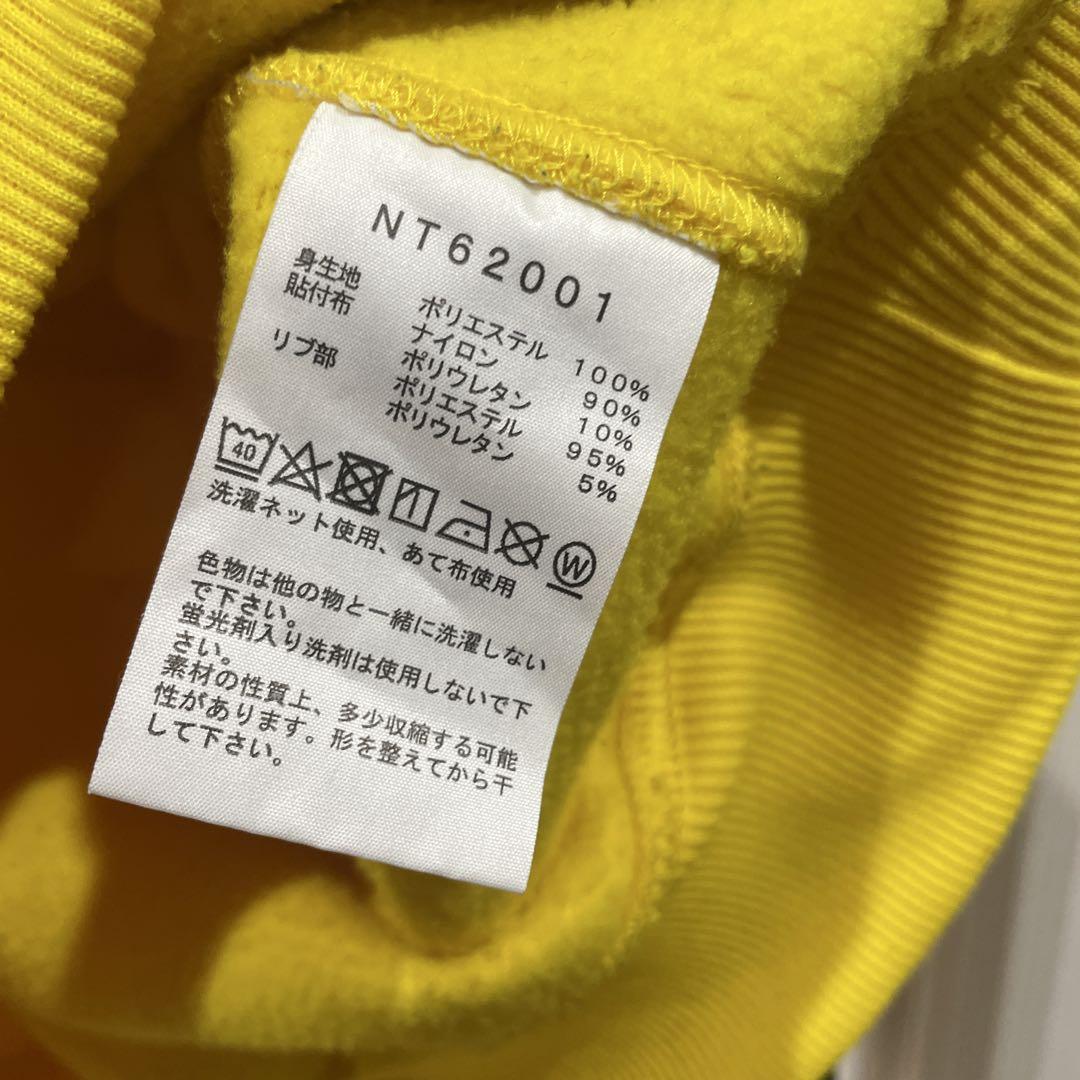 NT62001
身生地 ポリエステル 100%
貼付布 ナイロン 90%
ポリウレタン 10%
リブ部 ポリエステル 95%
ポリウレタン 5%
40 W
洗濯ネット使用、あて布使用
色物は他の物と一緒に洗濯しない
で下さい。
蛍光剤入り洗剤は使用しないで下
さい。
素材の性質上、多少収縮する可能
性があります。形を整えてから干
して下さい。